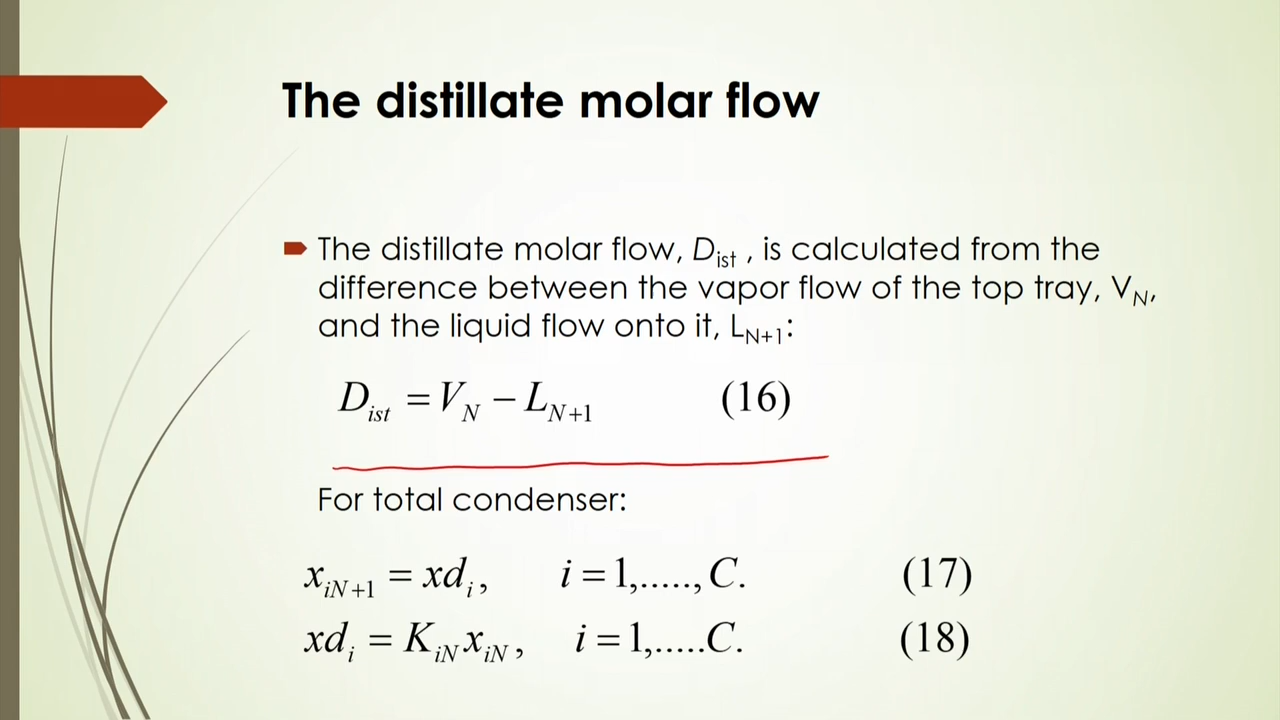 The distillate molar flow
The distillate molar flow, D_ist , is calculated from the
difference between the vapor flow of the top tray, V_N,
and the liquid flow onto it, L_N+1:
D_ist = V_N − L_N+1 (16)
For total condenser:
x_iN+1 = xd_i, i = 1,....., C. (17)
xd_i = K_iN x_iN, i = 1,.....C. (18)